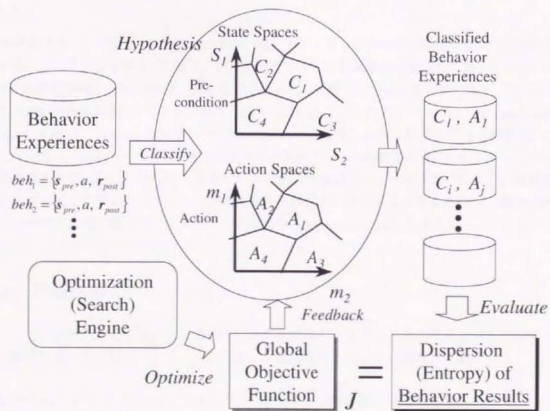 Hypothesis
State Spaces
S1
C2
C1
Pre-
condition
C4
C3
S2
Classified
Behavior
Experiences
C1 , A1
Ci , Aj
Behavior
Experiences
beh1 = {spre, a, rpost}
beh2 = {spre, a, rpost}
Classify
Action Spaces
m1
A2
A1
Action
A4
A3
m2
Feedback
Optimization
(Search)
Engine
Optimize
Global
Objective
Function
J
=
Dispersion
(Entropy) of
Behavior Results
Evaluate